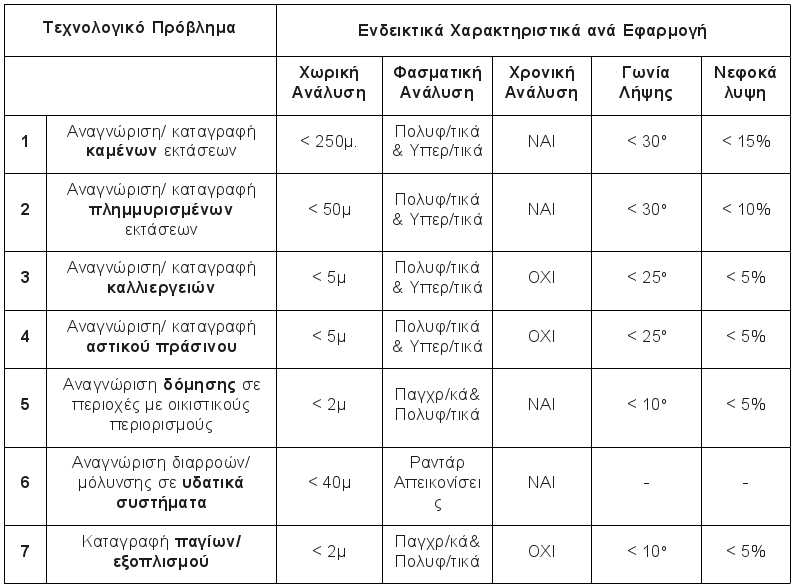 Τεχνολογικό Πρόβλημα
Ενδεικτικά Χαρακτηριστικά ανά Εφαρμογή
Χωρική
Ανάλυση
Φασματική
Ανάλυση
Χρονική
Ανάλυση
Γωνία
Λήψης
Νεφοκά
λυψη
1
Αναγνώριση/ καταγραφή
καμένων εκτάσεων
< 250μ.
Πολυφ/τικά
& Υπερ/τικά
ΝΑΙ
< 30°
< 15%
2
Αναγνώριση/ καταγραφή
πλημμυρισμένων
εκτάσεων
< 50μ
Πολυφ/τικά
& Υπερ/τικά
ΝΑΙ
< 30°
< 10%
3
Αναγνώριση/ καταγραφή
καλλιεργειών
< 5μ
Πολυφ/τικά
& Υπερ/τικά
ΟΧΙ
< 25°
< 5%
4
Αναγνώριση/ καταγραφή
αστικού πράσινου
< 5μ
Πολυφ/τικά
& Υπερ/τικά
ΟΧΙ
< 25°
< 5%
5
Αναγνώριση δόμησης σε
περιοχές με οικιστικούς
περιορισμούς
< 2μ
Παγχρ/κά&
Πολυφ/τικά
ΝΑΙ
< 10°
< 5%
6
Αναγνώριση διαρροών/
μόλυνσης σε υδατικά
συστήματα
< 40μ
Ραντάρ
Απεικονίσει
ς
ΝΑΙ
-
-
7
Καταγραφή παγίων/
εξοπλισμού
< 2μ
Παγχρ/κά&
Πολυφ/τικά
ΟΧΙ
< 10°
< 5%